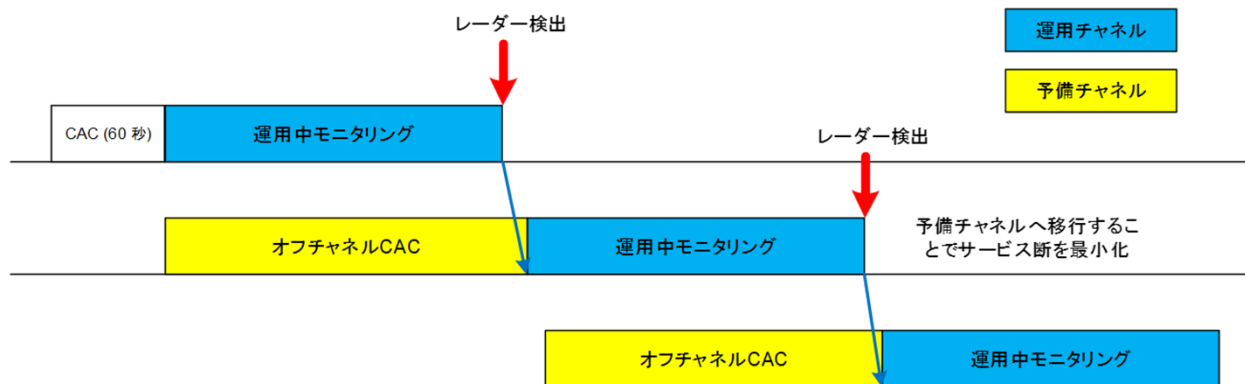 レーダー検出
運用チャネル
予備チャネル
CAC (60 秒)
運用中モニタリング
レーダー検出
オフチャネルCAC
運用中モニタリング
予備チャネルへ移行するこ
とでサービス断を最小化
オフチャネルCAC
運用中モニタリング